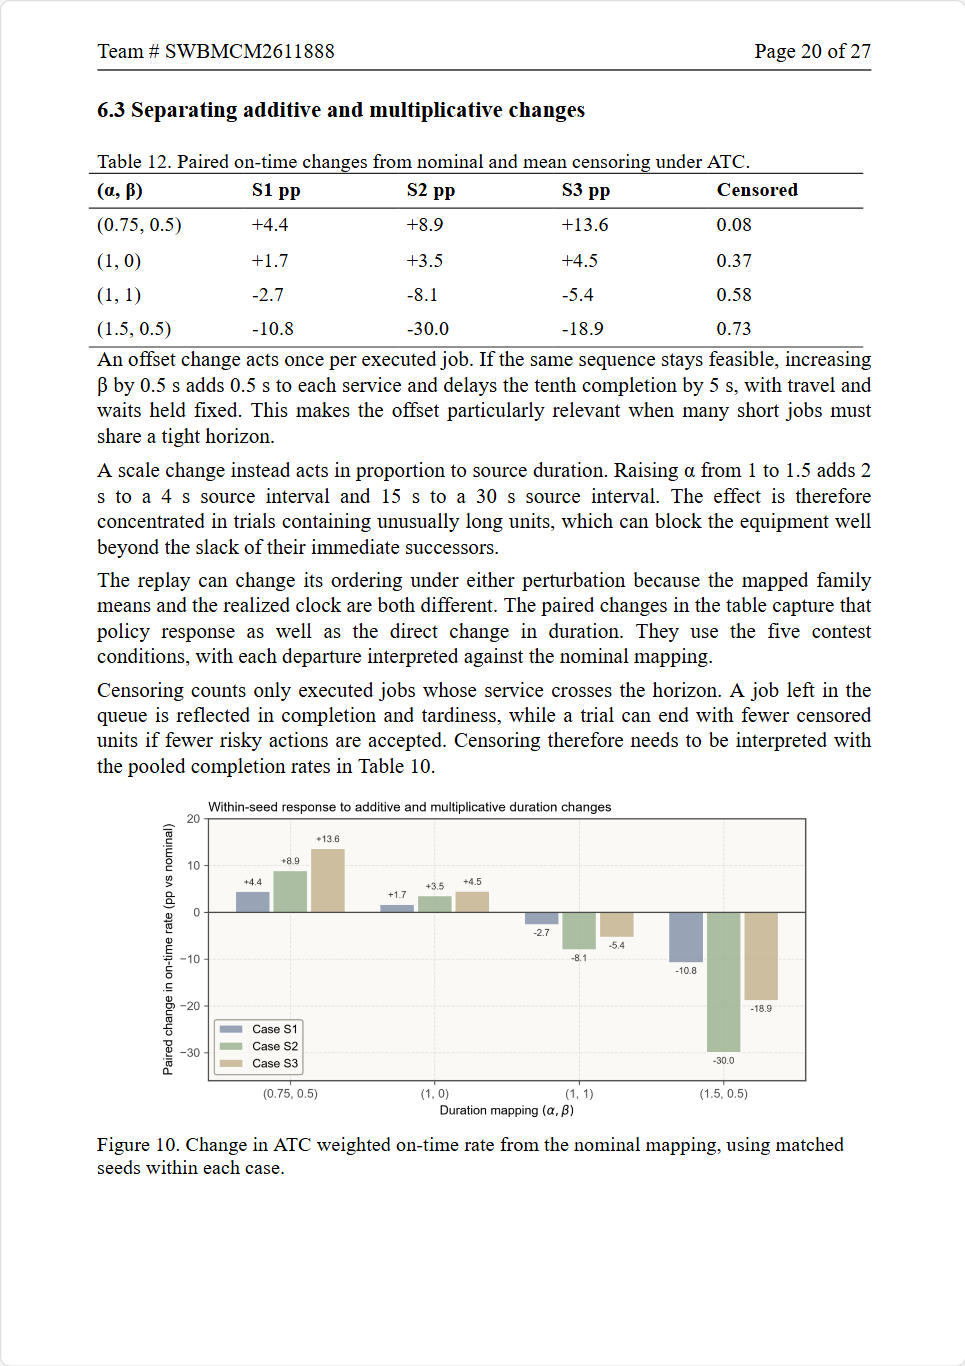 Team # SWBMCM2611888 Page 20 of 27
6.3 Separating additive and multiplicative changes
Table 12. Paired on-time changes from nominal and mean censoring under ATC.
(α, β) S1 pp S2 pp S3 pp Censored
(0.75, 0.5) +4.4 +8.9 +13.6 0.08
(1, 0) +1.7 +3.5 +4.5 0.37
(1, 1) -2.7 -8.1 -5.4 0.58
(1.5, 0.5) -10.8 -30.0 -18.9 0.73
An offset change acts once per executed job. If the same sequence stays feasible, increasing
β by 0.5 s adds 0.5 s to each service and delays the tenth completion by 5 s, with travel and
waits held fixed. This makes the offset particularly relevant when many short jobs must
share a tight horizon.
A scale change instead acts in proportion to source duration. Raising α from 1 to 1.5 adds 2
s to a 4 s source interval and 15 s to a 30 s source interval. The effect is therefore
concentrated in trials containing unusually long units, which can block the equipment well
beyond the slack of their immediate successors.
The replay can change its ordering under either perturbation because the mapped family
means and the realized clock are both different. The paired changes in the table capture that
policy response as well as the direct change in duration. They use the five contest
conditions, with each departure interpreted against the nominal mapping.
Censoring counts only executed jobs whose service crosses the horizon. A job left in the
queue is reflected in completion and tardiness, while a trial can end with fewer censored
units if fewer risky actions are accepted. Censoring therefore needs to be interpreted with
the pooled completion rates in Table 10.
Within-seed response to additive and multiplicative duration changes
Paired change in on-time rate (pp vs nominal)
20
10
0
−10
−20
−30
+4.4
+8.9
+13.6
+1.7
+3.5
+4.5
-2.7
-8.1
-5.4
-10.8
-30.0
-18.9
Case S1
Case S2
Case S3
(0.75, 0.5) (1, 0) (1, 1) (1.5, 0.5)
Duration mapping (α, β)
Figure 10. Change in ATC weighted on-time rate from the nominal mapping, using matched
seeds within each case.